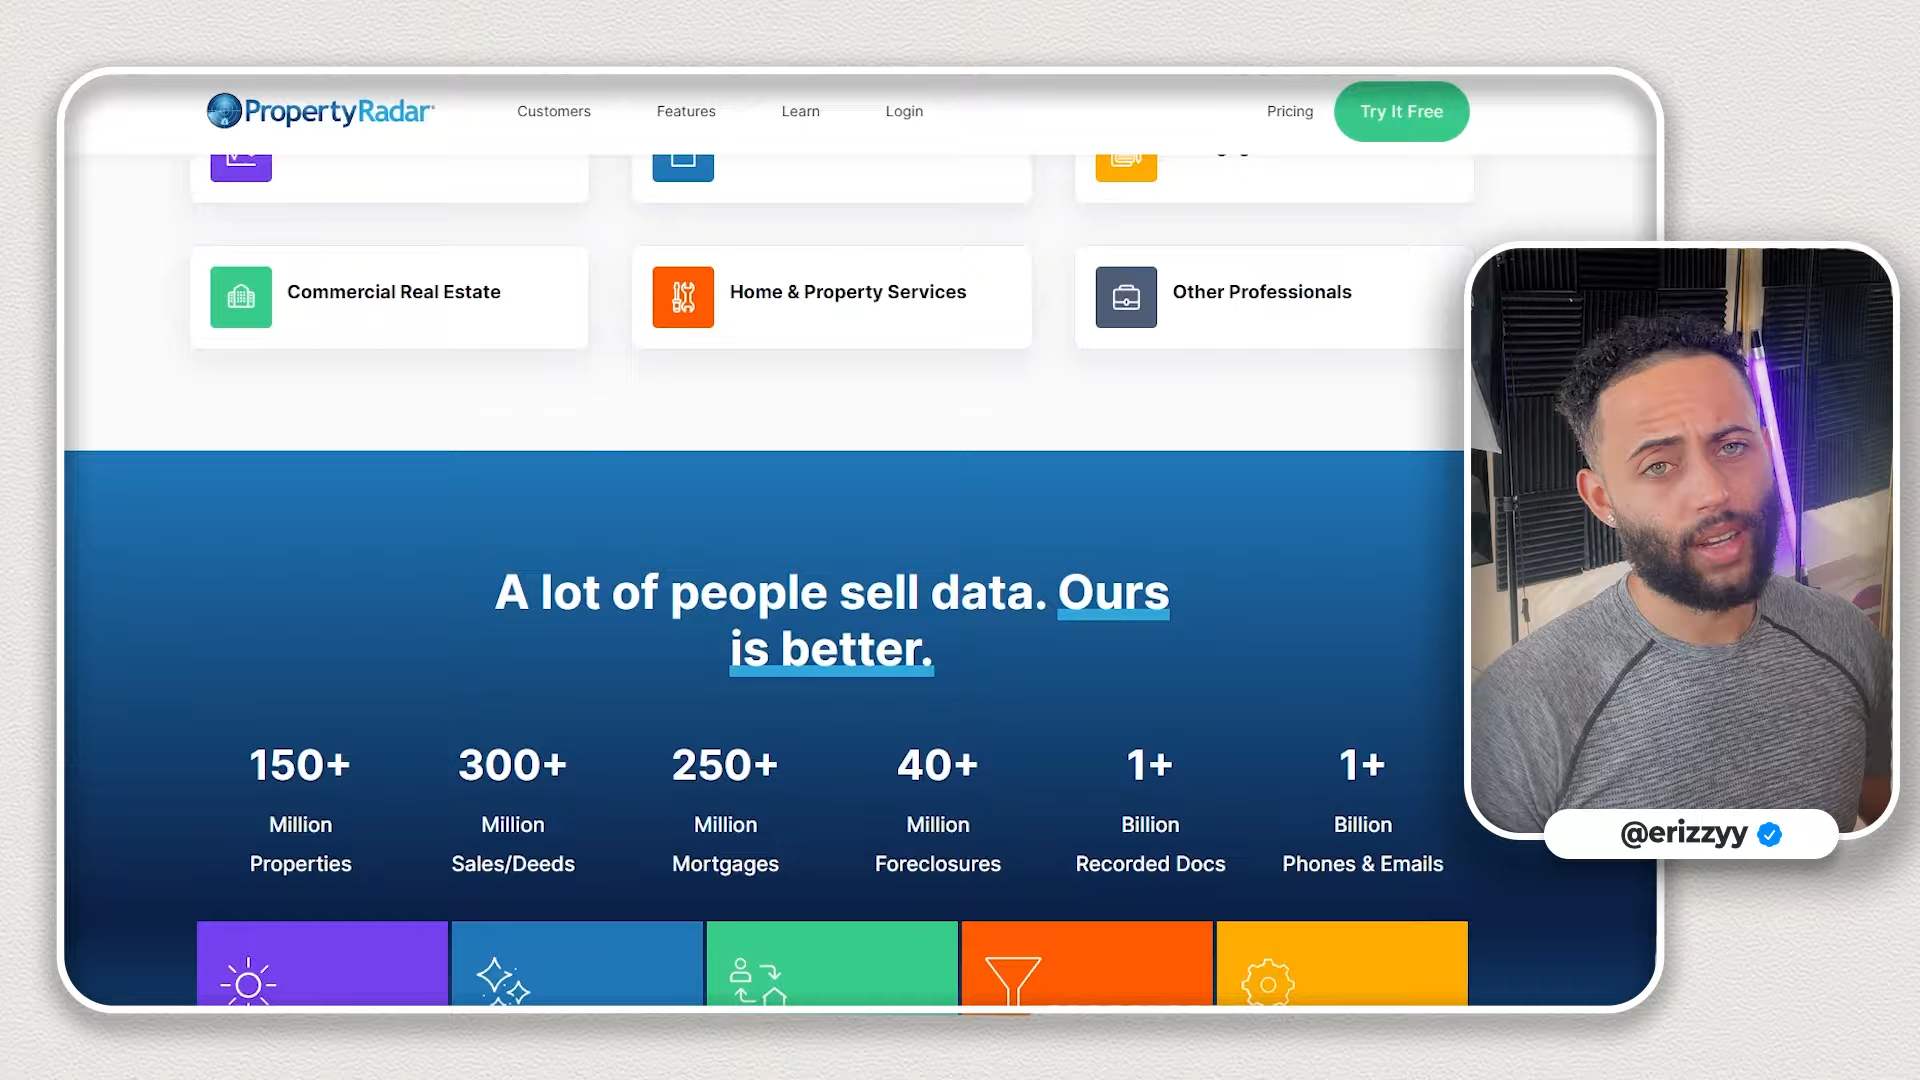 PropertyRadar
Customers
Features
Learn
Login
Pricing
Try It Free
Commercial Real Estate
Home & Property Services
Other Professionals
A lot of people sell data. Ours
is better.
150+
Million
Properties
300+
Million
Sales/Deeds
250+
Million
Mortgages
40+
Million
Foreclosures
1+
Billion
Recorded Docs
1+
Billion
Phones & Emails
@erizzyy